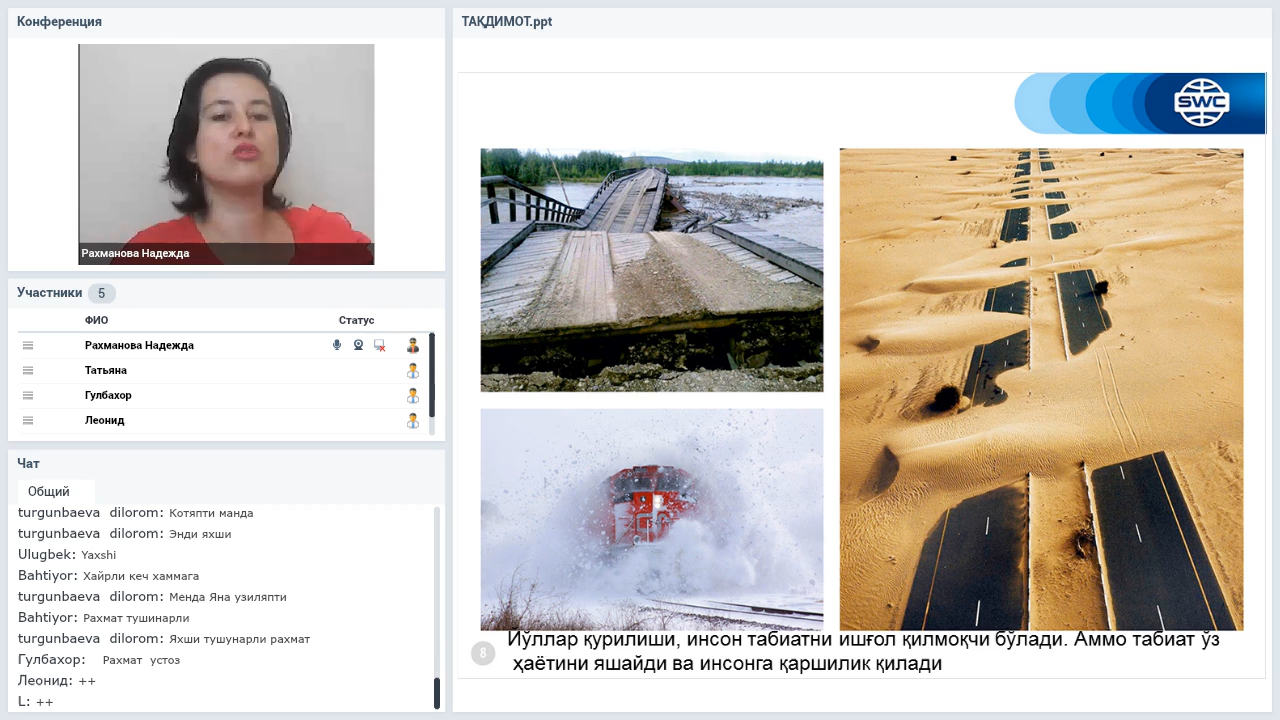 Конференция
Рахманова Надежда
Участники 5
ФИО Статус
Рахманова Надежда
Татьяна
Гулбахор
Леонид
Чат
Общий
turgunbaeva dilorom: Котяпти манда
turgunbaeva dilorom: Энди яхши
Ulugbek: Yaxshi
Bahtiyor: Хайрли кеч хаммага
turgunbaeva dilorom: Менда Яна узиляпти
Bahtiyor: Рахмат тушинарли
turgunbaeva dilorom: Яхши тушунарли рахмат
Гулбахор: Рахмат устоз
Леонид: ++
L: ++
ТАҚДИМОТ.ppt
SWC
Йўллар қурилиши, инсон табиатни ишғол қилмоқчи бўлади. Аммо табиат ўз
ҳаётини яшайди ва инсонга қаршилик қилади
8